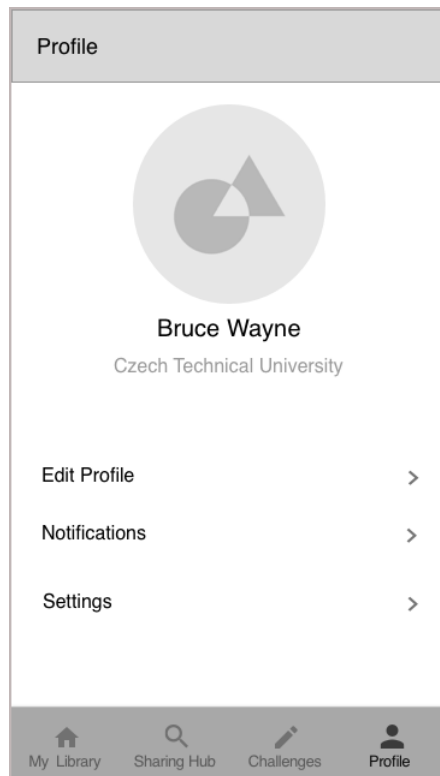 Profile
Bruce Wayne
Czech Technical University
Edit Profile
Notifications
Settings
My Library
Sharing Hub
Challenges
Profile